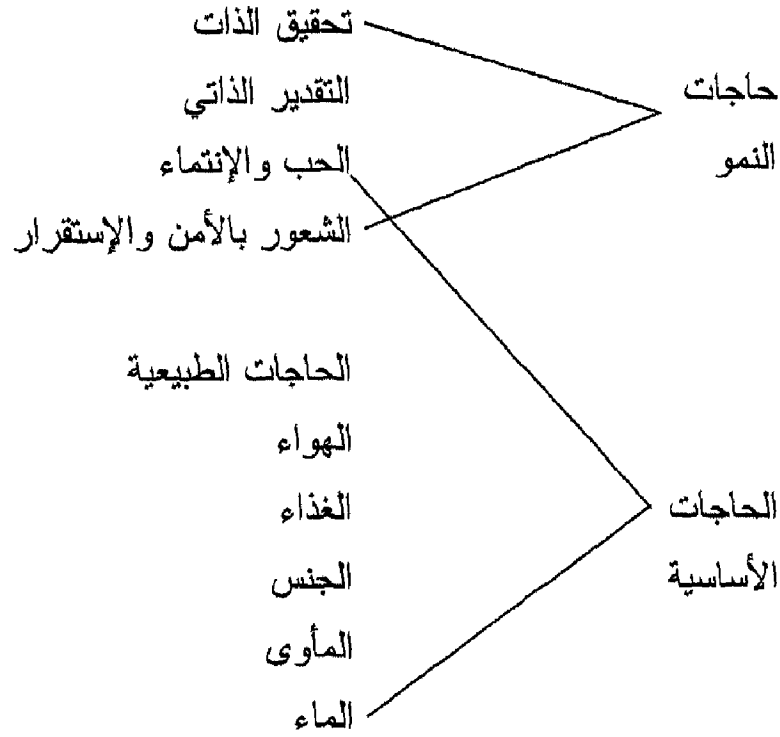 حاجات
النمو
تحقيق الذات
التقدير الذاتي
الحب والإنتماء
الشعور بالأمن والإستقرار
الحاجات الأساسية
الحاجات الطبيعية
الهواء
الغذاء
الجنس
المأوى
الماء